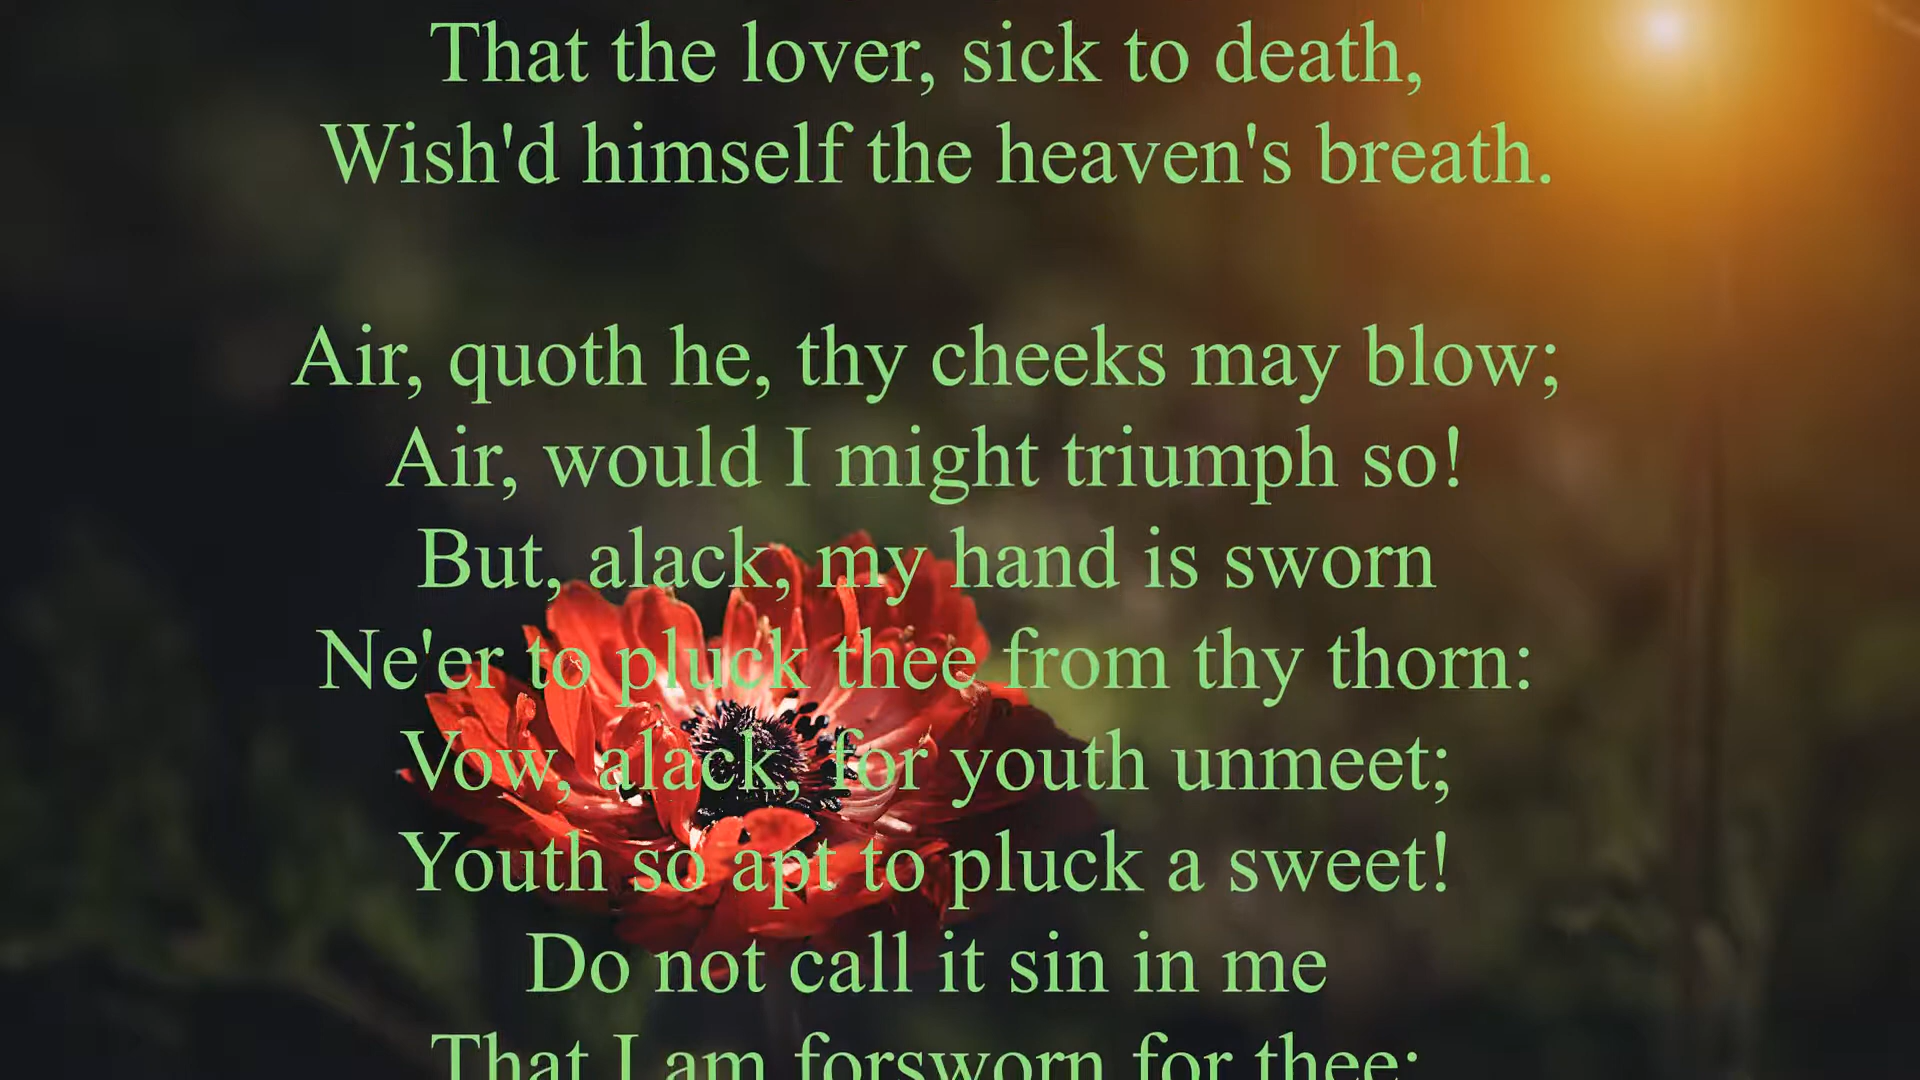 That the lover, sick to death,
Wish'd himself the heaven's breath.
Air, quoth he, thy cheeks may blow;
Air, would I might triumph so!
But, alack, my hand is sworn
Ne'er to pluck thee from thy thorn:
Vow, alack, for youth unmeet;
Youth so apt to pluck a sweet!
Do not call it sin in me
That I am forsworn for thee;